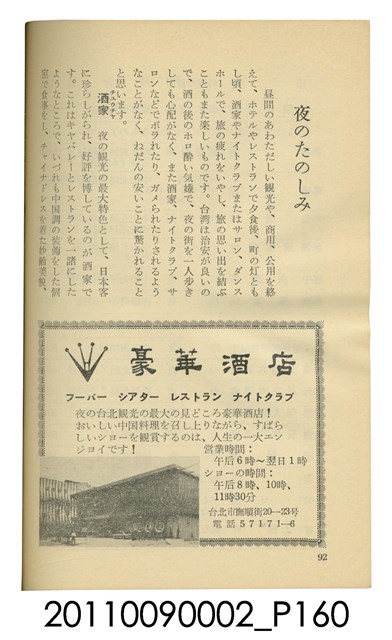 夜のたのしみ
昼間のあわただしい観光や、商用、公用を終
えて、ホテルやレストランで夕食後、町の灯とも
し頃、酒家やナイトクラブまたはサロン、ダンス
ホールで、旅の疲れをいやし、旅の思い出を結ぶ
こともまた楽しいものです。台湾は治安が良いの
で、酒の後のホロ酔い気嫌で、夜の街を一人歩き
しても心配がなく、また酒家、ナイトクラブ、サ
ロンなどでボラれたり、ガメられたりされるよう
なことがなく、ねだんの安いことに驚かれること
と思います。
酒家 夜の観光の最大特色として、日本客
チュウチヤ
に珍らしがられ、好評を博しているのが酒家で
す。これはキャバレーとレストランを一諸にした
ようなところで、いづれも中国調の装飾をした個
室で食事をし、チャイナドレスを着た妙齢美貌、
豪華酒店
フーバー シアター レストラン ナイトクラブ
夜の台北観光の最大の見どころ豪華酒店！
おいしい中国料理を召し上りながら、すばら
しいショーを観賞するのは、人生の一大エン
ジョイです！
営業時間：
午后6時～翌日1時
ショーの時間：
午后8時、10時、
11時30分
台北市撫順街20—23号
電話57171—6
92
20110090002_P160